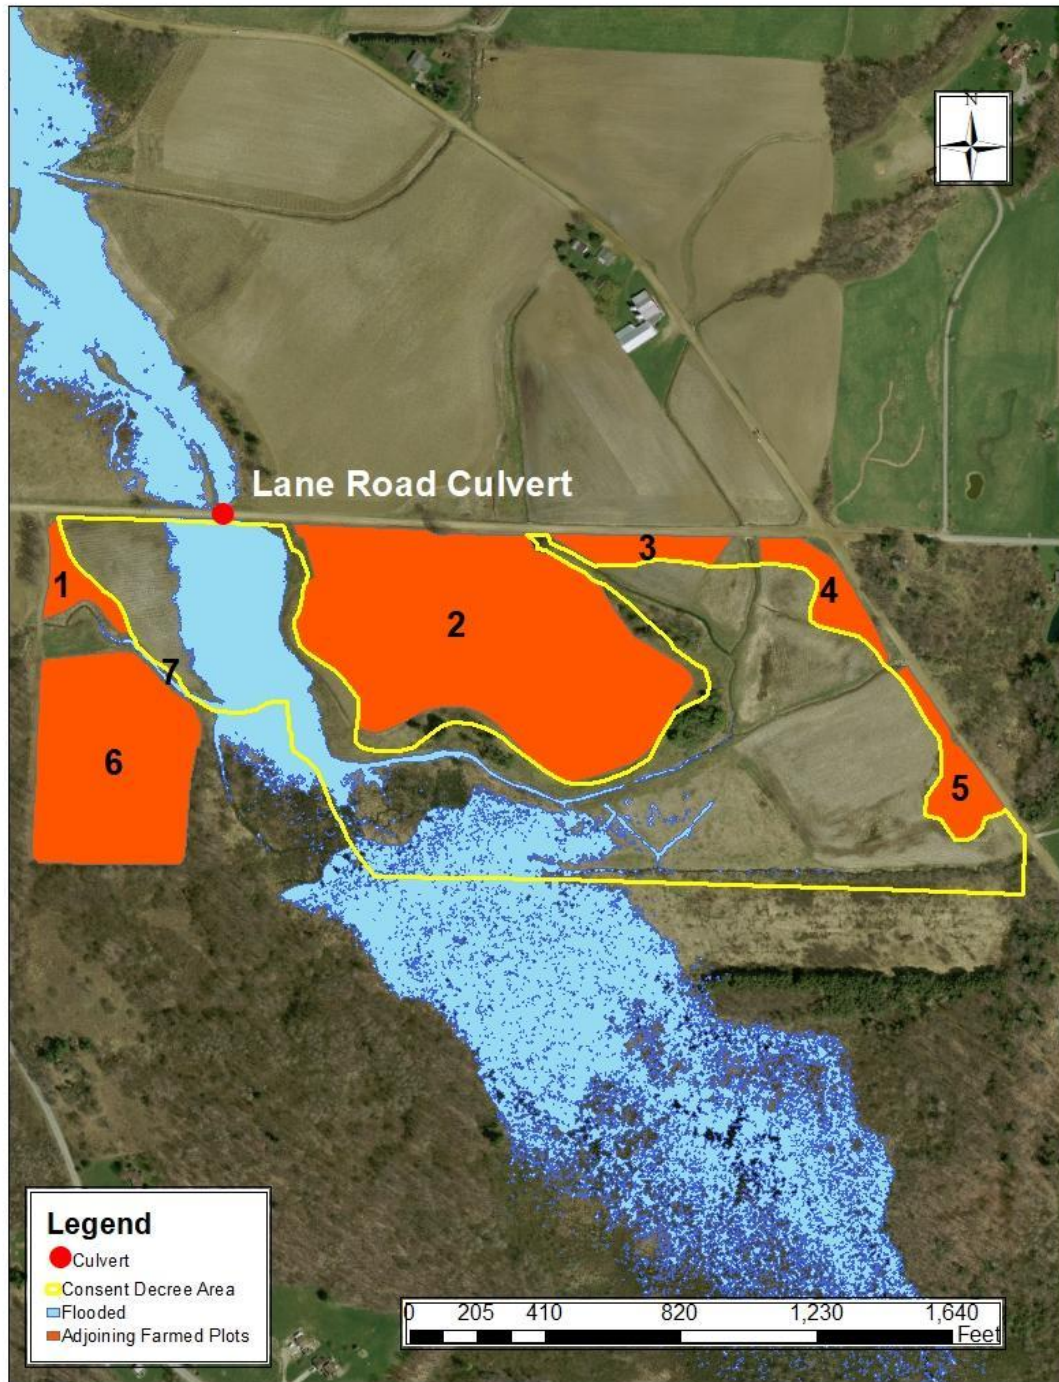 N
Lane Road Culvert
1
2
3
4
5
6
7
Legend
Culvert
Consent Decree Area
Flooded
Adjoining Farmed Plots
0 205 410 820 1,230 1,640
Feet